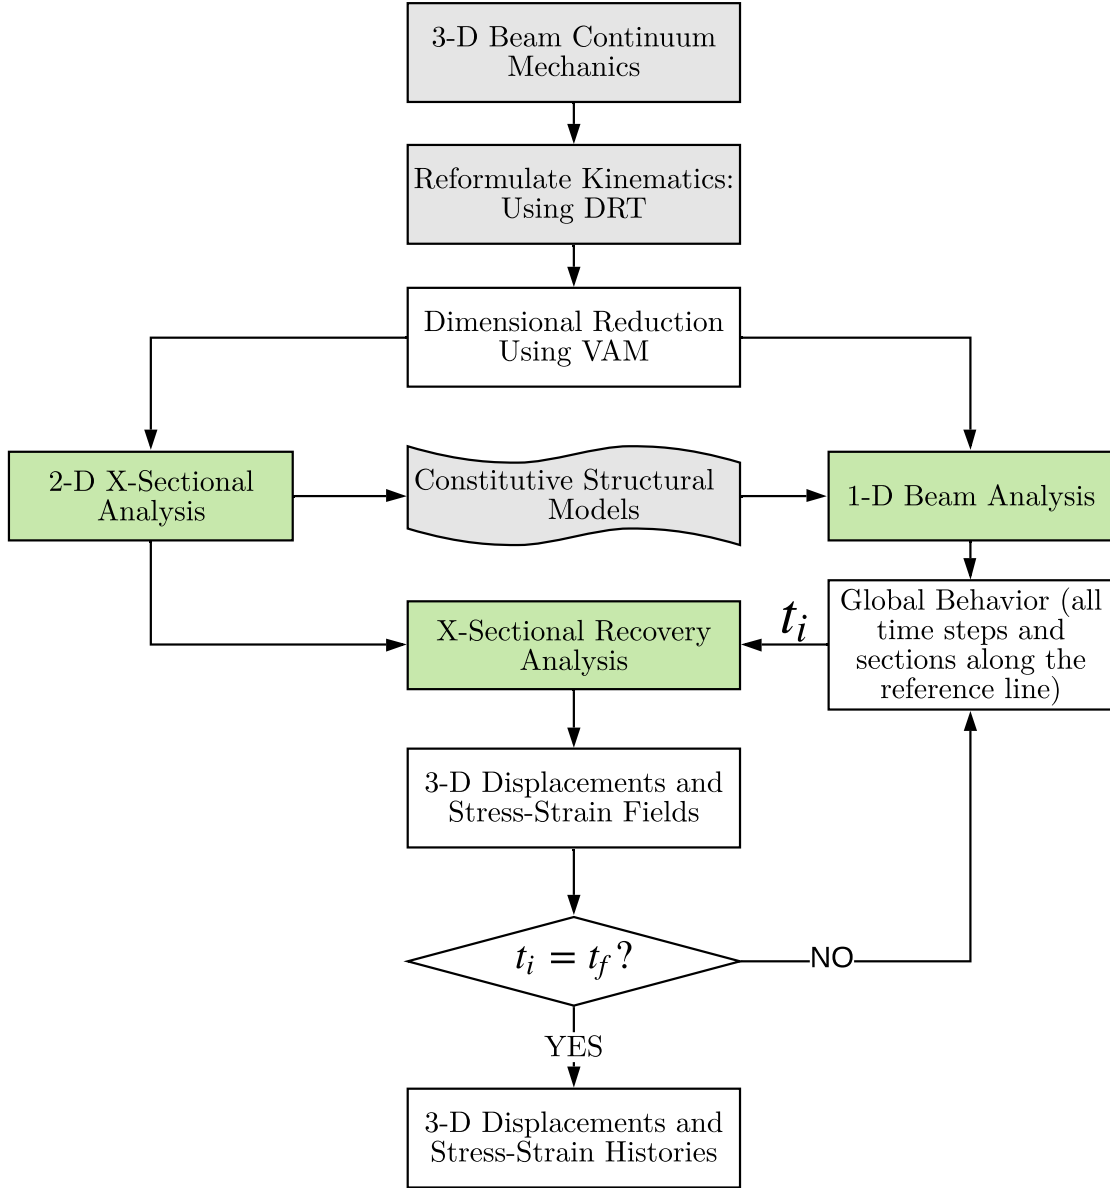 3-D Beam Continuum
Mechanics
Reformulate Kinematics:
Using DRT
Dimensional Reduction
Using VAM
2-D X-Sectional
Analysis
Constitutive Structural
Models
1-D Beam Analysis
X-Sectional Recovery
Analysis
t_i
Global Behavior (all
time steps and
sections along the
reference line)
3-D Displacements and
Stress-Strain Fields
t_i = t_f?
NO
YES
3-D Displacements and
Stress-Strain Histories